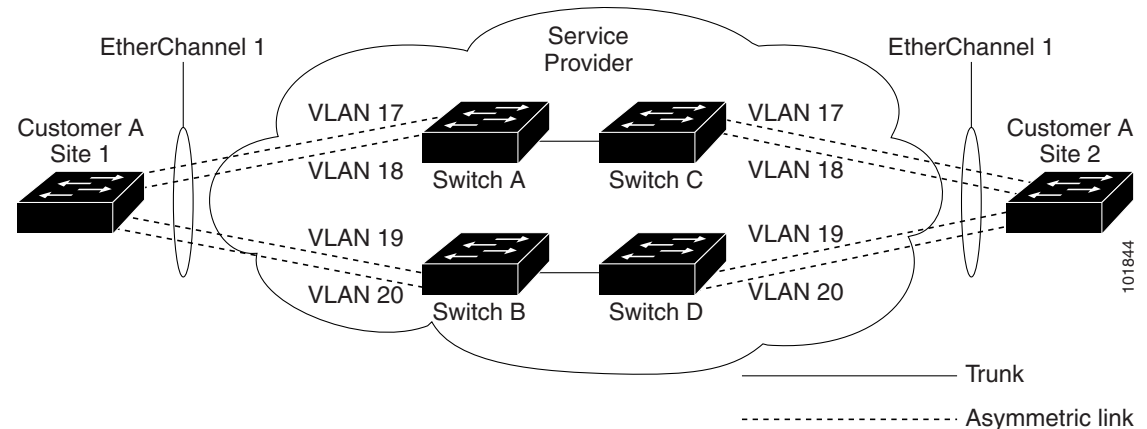 EtherChannel 1
Service
Provider
EtherChannel 1
Customer A
Site 1
VLAN 17
VLAN 18
Switch A
Switch C
VLAN 17
VLAN 18
Customer A
Site 2
VLAN 19
VLAN 20
Switch B
Switch D
VLAN 19
VLAN 20
101844
Trunk
Asymmetric link